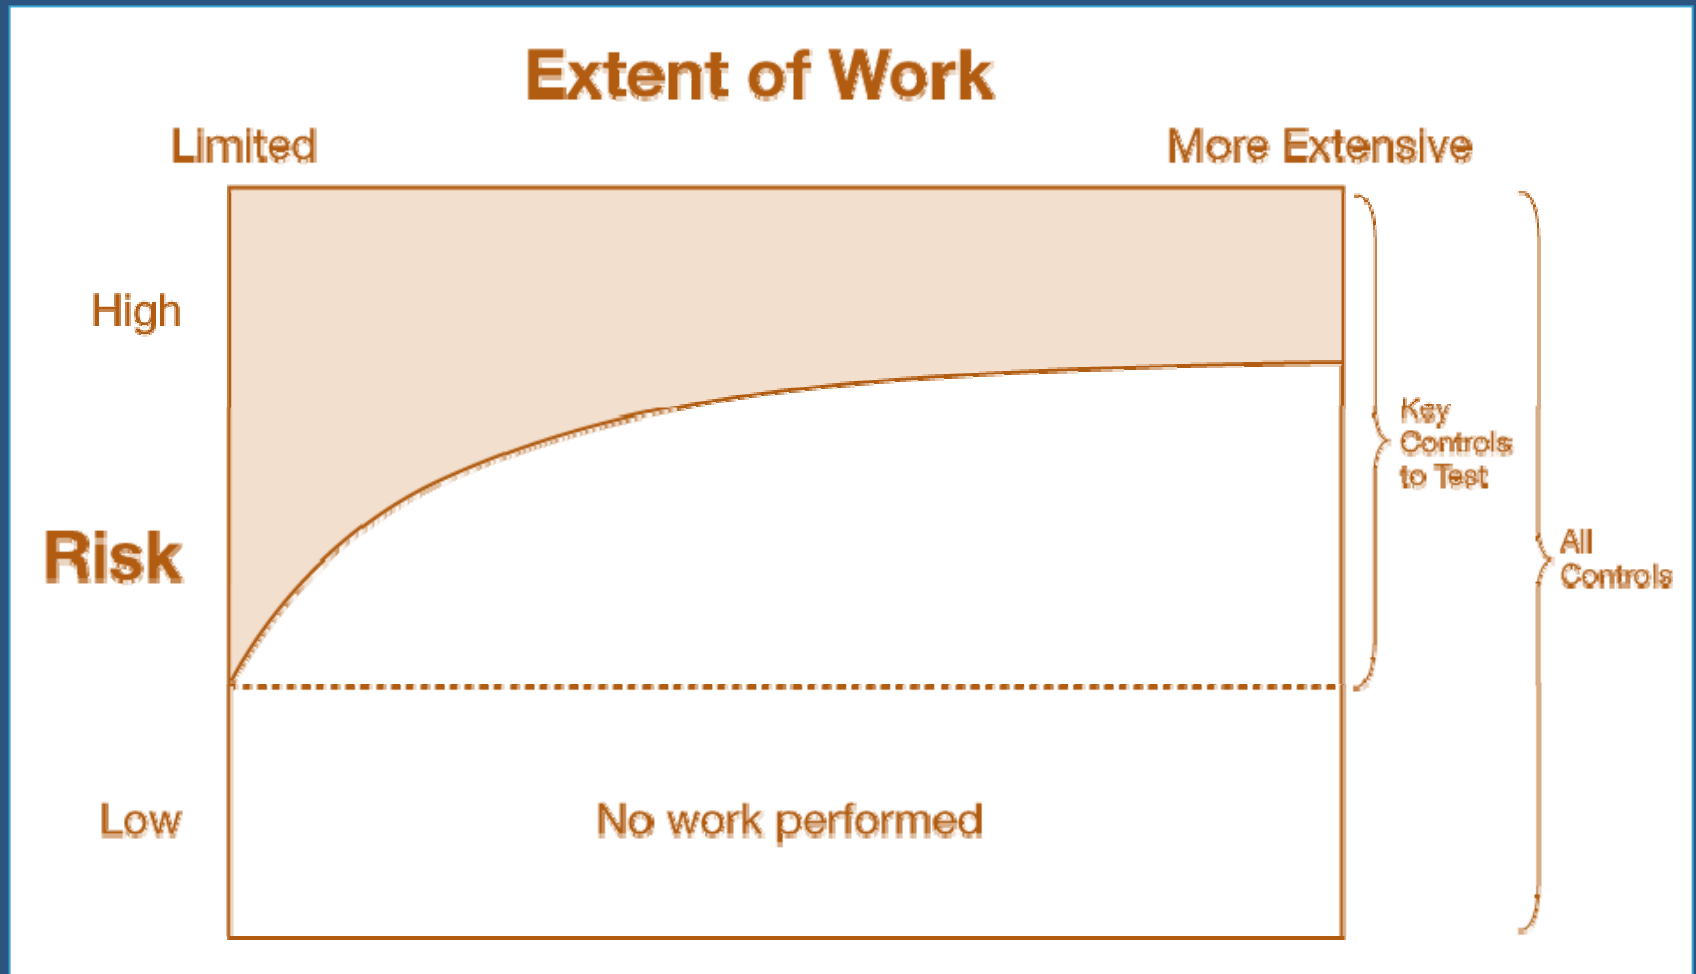 Extent of Work
Limited
More Extensive
High
Key
Controls
to Test
Risk
All
Controls
Low
No work performed